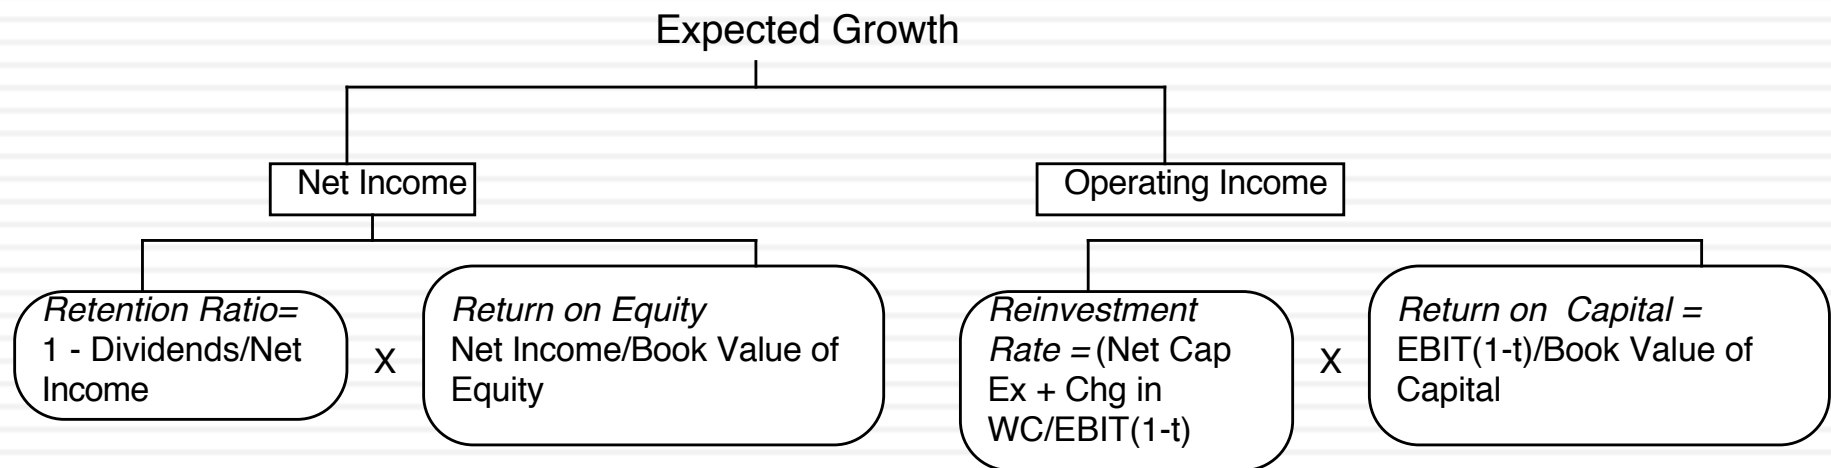 Expected Growth
Net Income
Operating Income
Retention Ratio=
1 - Dividends/Net
Income
X
Return on Equity
Net Income/Book Value of
Equity
Reinvestment
Rate = (Net Cap
Ex + Chg in
WC/EBIT(1-t)
X
Return on Capital =
EBIT(1-t)/Book Value of
Capital